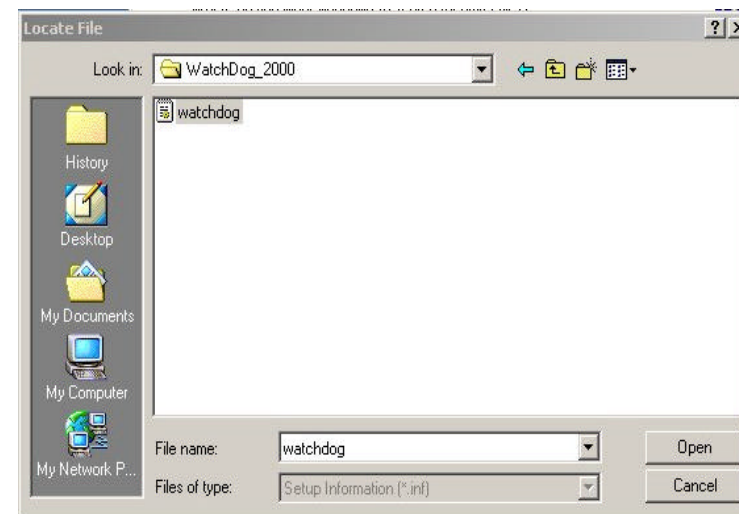 Locate File
Look in:
WatchDog_2000
watchdog
History
Desktop
My Documents
My Computer
My Network P...
File name:
watchdog
Open
Files of type:
Setup Information (*.inf)
Cancel